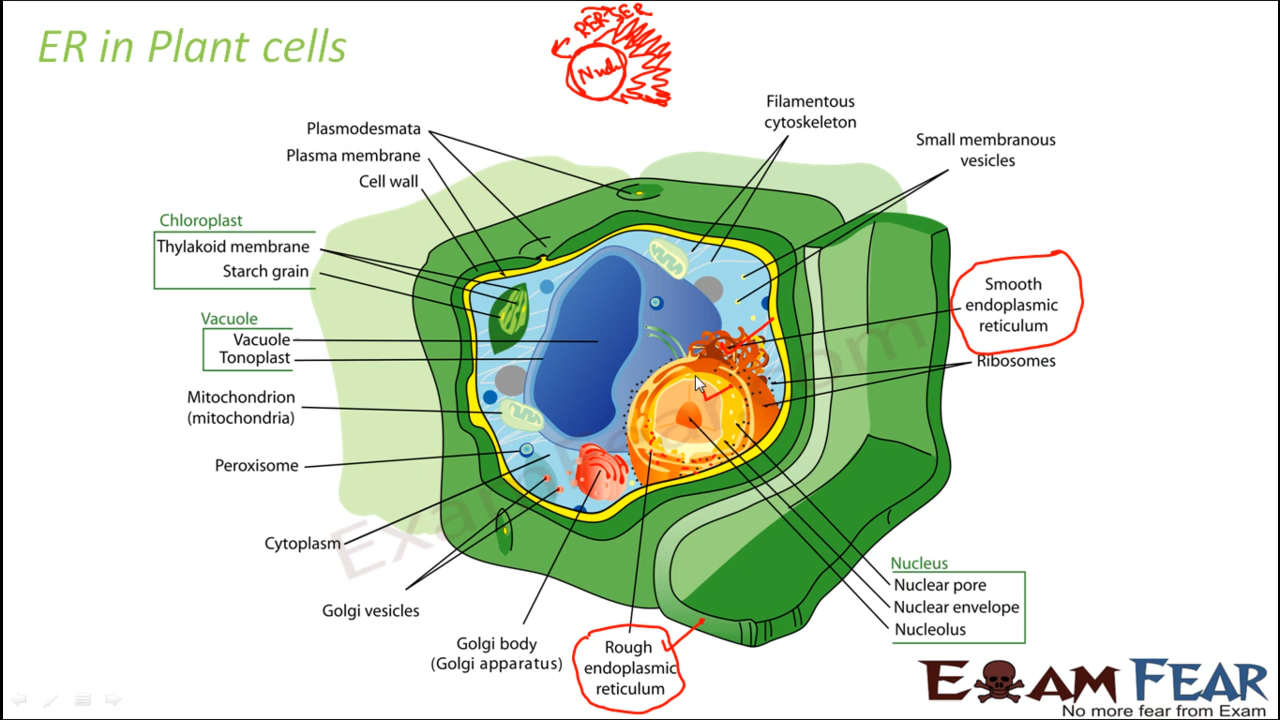 ER in Plant cells
RER
SER
Filamentous
cytoskeleton
Small membranous
vesicles
Plasmodesmata
Plasma membrane
Cell wall
Chloroplast
Thylakoid membrane
Starch grain
Vacuole
Vacuole
Tonoplast
Mitochondrion
(mitochondria)
Peroxisome
Cytoplasm
Golgi vesicles
Golgi body
(Golgi apparatus)
Rough
endoplasmic
reticulum
Smooth
endoplasmic
reticulum
Ribosomes
Nucleus
Nuclear pore
Nuclear envelope
Nucleolus
EXAM FEAR
No more fear from Exam